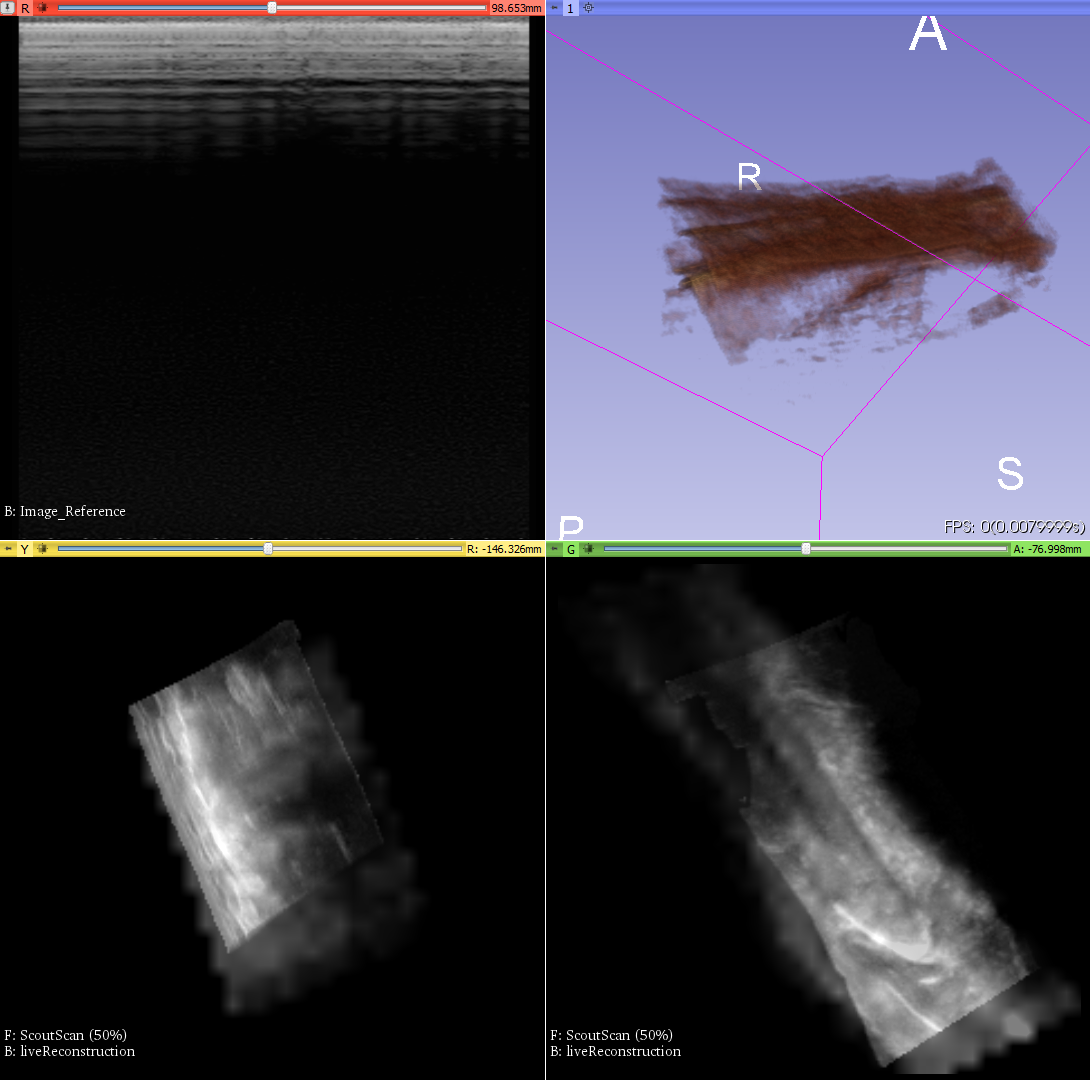 R 98.653mm
B: Image_Reference
1
A
R
S
P
FPS: 0(0.0079999s)
Y R: -146.326mm
F: ScoutScan (50%)
B: liveReconstruction
G A: -76.998mm
F: ScoutScan (50%)
B: liveReconstruction